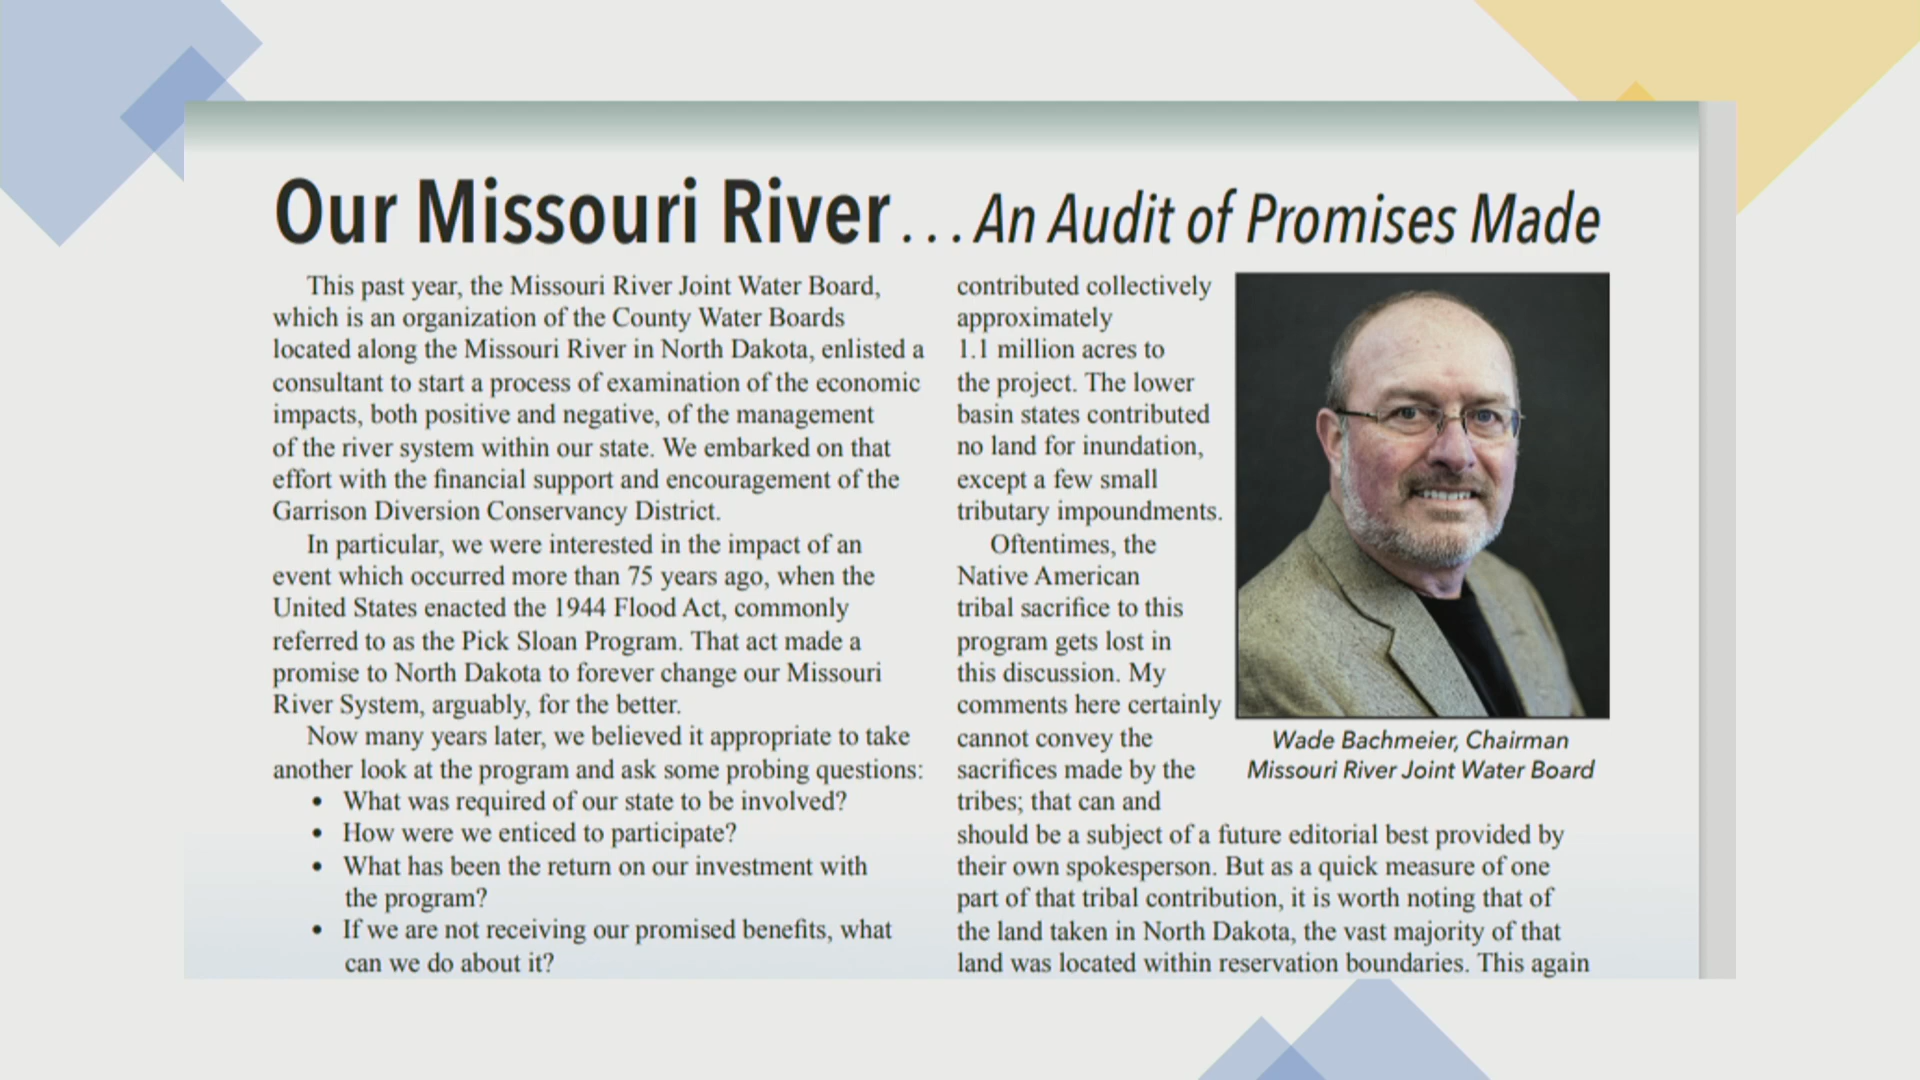 Our Missouri River... An Audit of Promises Made
This past year, the Missouri River Joint Water Board,
which is an organization of the County Water Boards
located along the Missouri River in North Dakota, enlisted a
consultant to start a process of examination of the economic
impacts, both positive and negative, of the management
of the river system within our state. We embarked on that
effort with the financial support and encouragement of the
Garrison Diversion Conservancy District.
In particular, we were interested in the impact of an
event which occurred more than 75 years ago, when the
United States enacted the 1944 Flood Act, commonly
referred to as the Pick Sloan Program. That act made a
promise to North Dakota to forever change our Missouri
River System, arguably, for the better.
Now many years later, we believed it appropriate to take
another look at the program and ask some probing questions:
• What was required of our state to be involved?
• How were we enticed to participate?
• What has been the return on our investment with
the program?
• If we are not receiving our promised benefits, what
can we do about it?
contributed collectively
approximately
1.1 million acres to
the project. The lower
basin states contributed
no land for inundation,
except a few small
tributary impoundments.
Oftentimes, the
Native American
tribal sacrifice to this
program gets lost in
this discussion. My
comments here certainly
cannot convey the
sacrifices made by the
tribes; that can and
should be a subject of a future editorial best provided by
their own spokesperson. But as a quick measure of one
part of that tribal contribution, it is worth noting that of
the land taken in North Dakota, the vast majority of that
land was located within reservation boundaries. This again
Wade Bachmeier, Chairman
Missouri River Joint Water Board